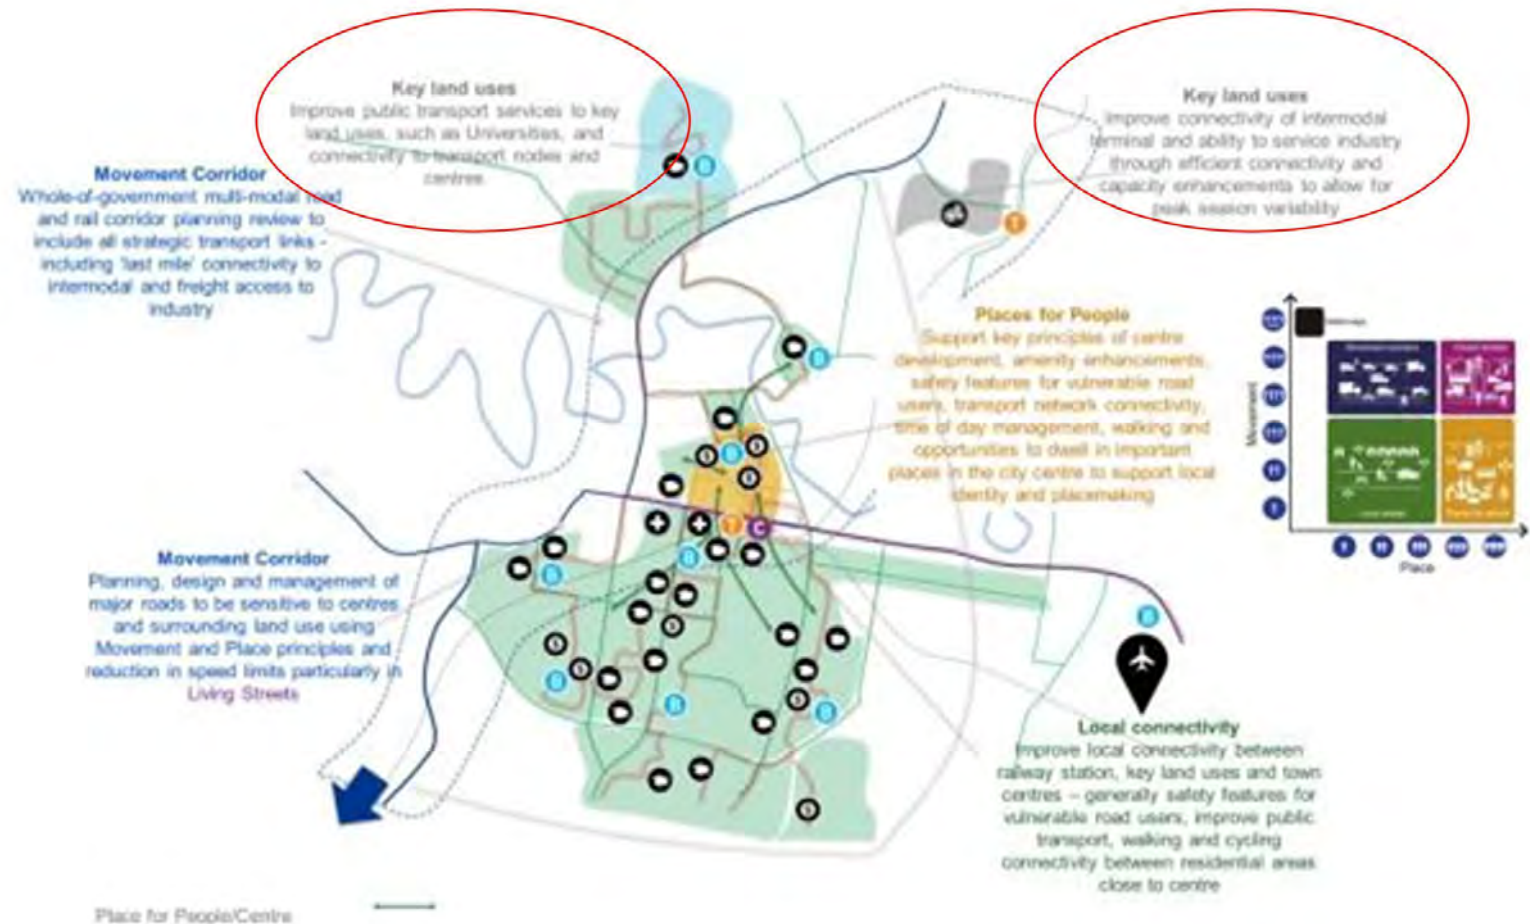 Key land uses
Improve public transport services to key
land uses, such as Universities, and
connectivity to transport nodes and
centres
Key land uses
Improve connectivity of intermodal
terminal and ability to service industry
through efficient connectivity and
capacity enhancements to allow for
peak season variability
Movement Corridor
Whole-of-government multi-modal road
and rail corridor planning review to
include all strategic transport links -
including 'last mile' connectivity to
intermodal and freight access to
industry
Places for People
Support key principles of centre
development, amenity enhancements,
safety features for vulnerable road
users, transport network connectivity,
time of day management, walking and
opportunities to dwell in important
places in the city centre to support local
identity and placemaking
Movement
Place
Movement Corridor
Planning, design and management of
major roads to be sensitive to centres
and surrounding land use using
Movement and Place principles and
reduction in speed limits particularly in
Living Streets
Local connectivity
Improve local connectivity between
railway station, key land uses and town
centres – generally safety features for
vulnerable road users, improve public
transport, walking and cycling
connectivity between residential areas
close to centre
Place for People/Centre
B
T
B
B
T
C
B
B
B
B
B
B